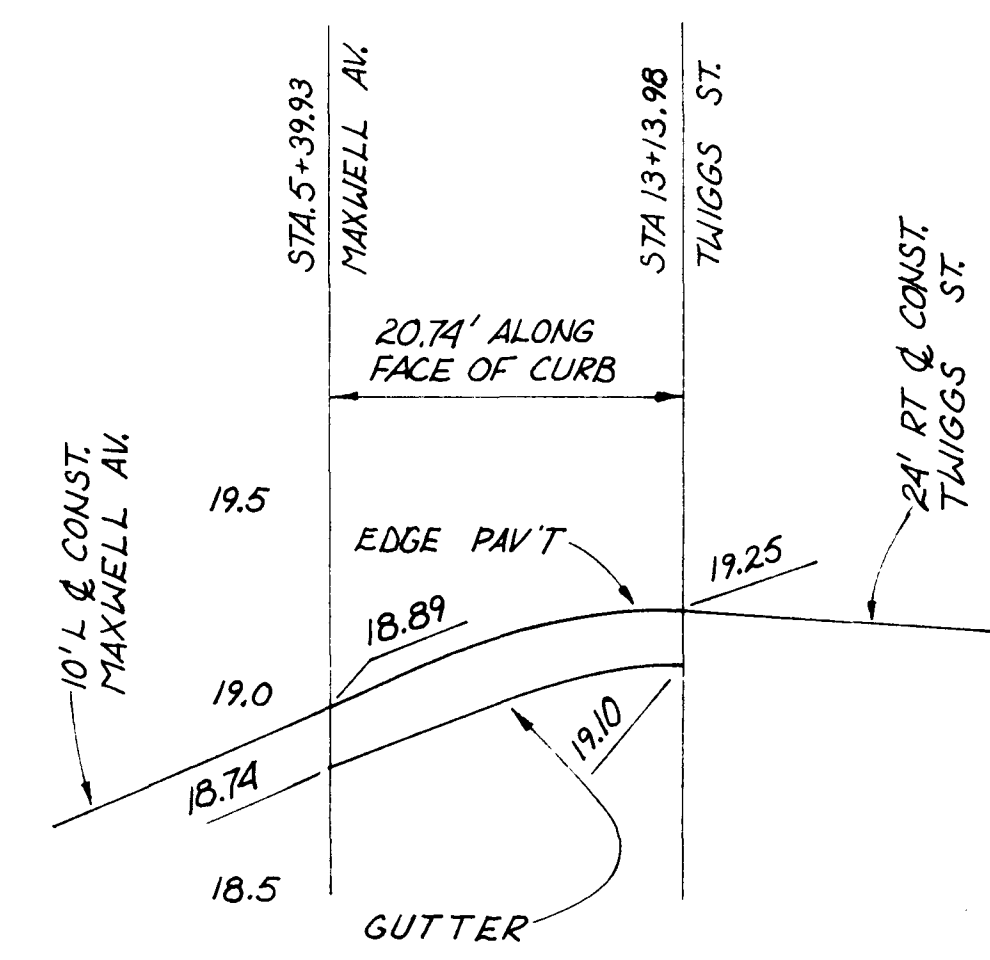 STA. 5+39.93
MAXWELL AV.
STA 13+13.98
TWIGGS ST.
20.74' ALONG
FACE OF CURB
24' RT ℄ CONST.
TWIGGS ST.
10' L ℄ CONST.
MAXWELL AV.
19.5
EDGE PAV'T
19.25
18.89
19.0
19.10
18.74
18.5
GUTTER